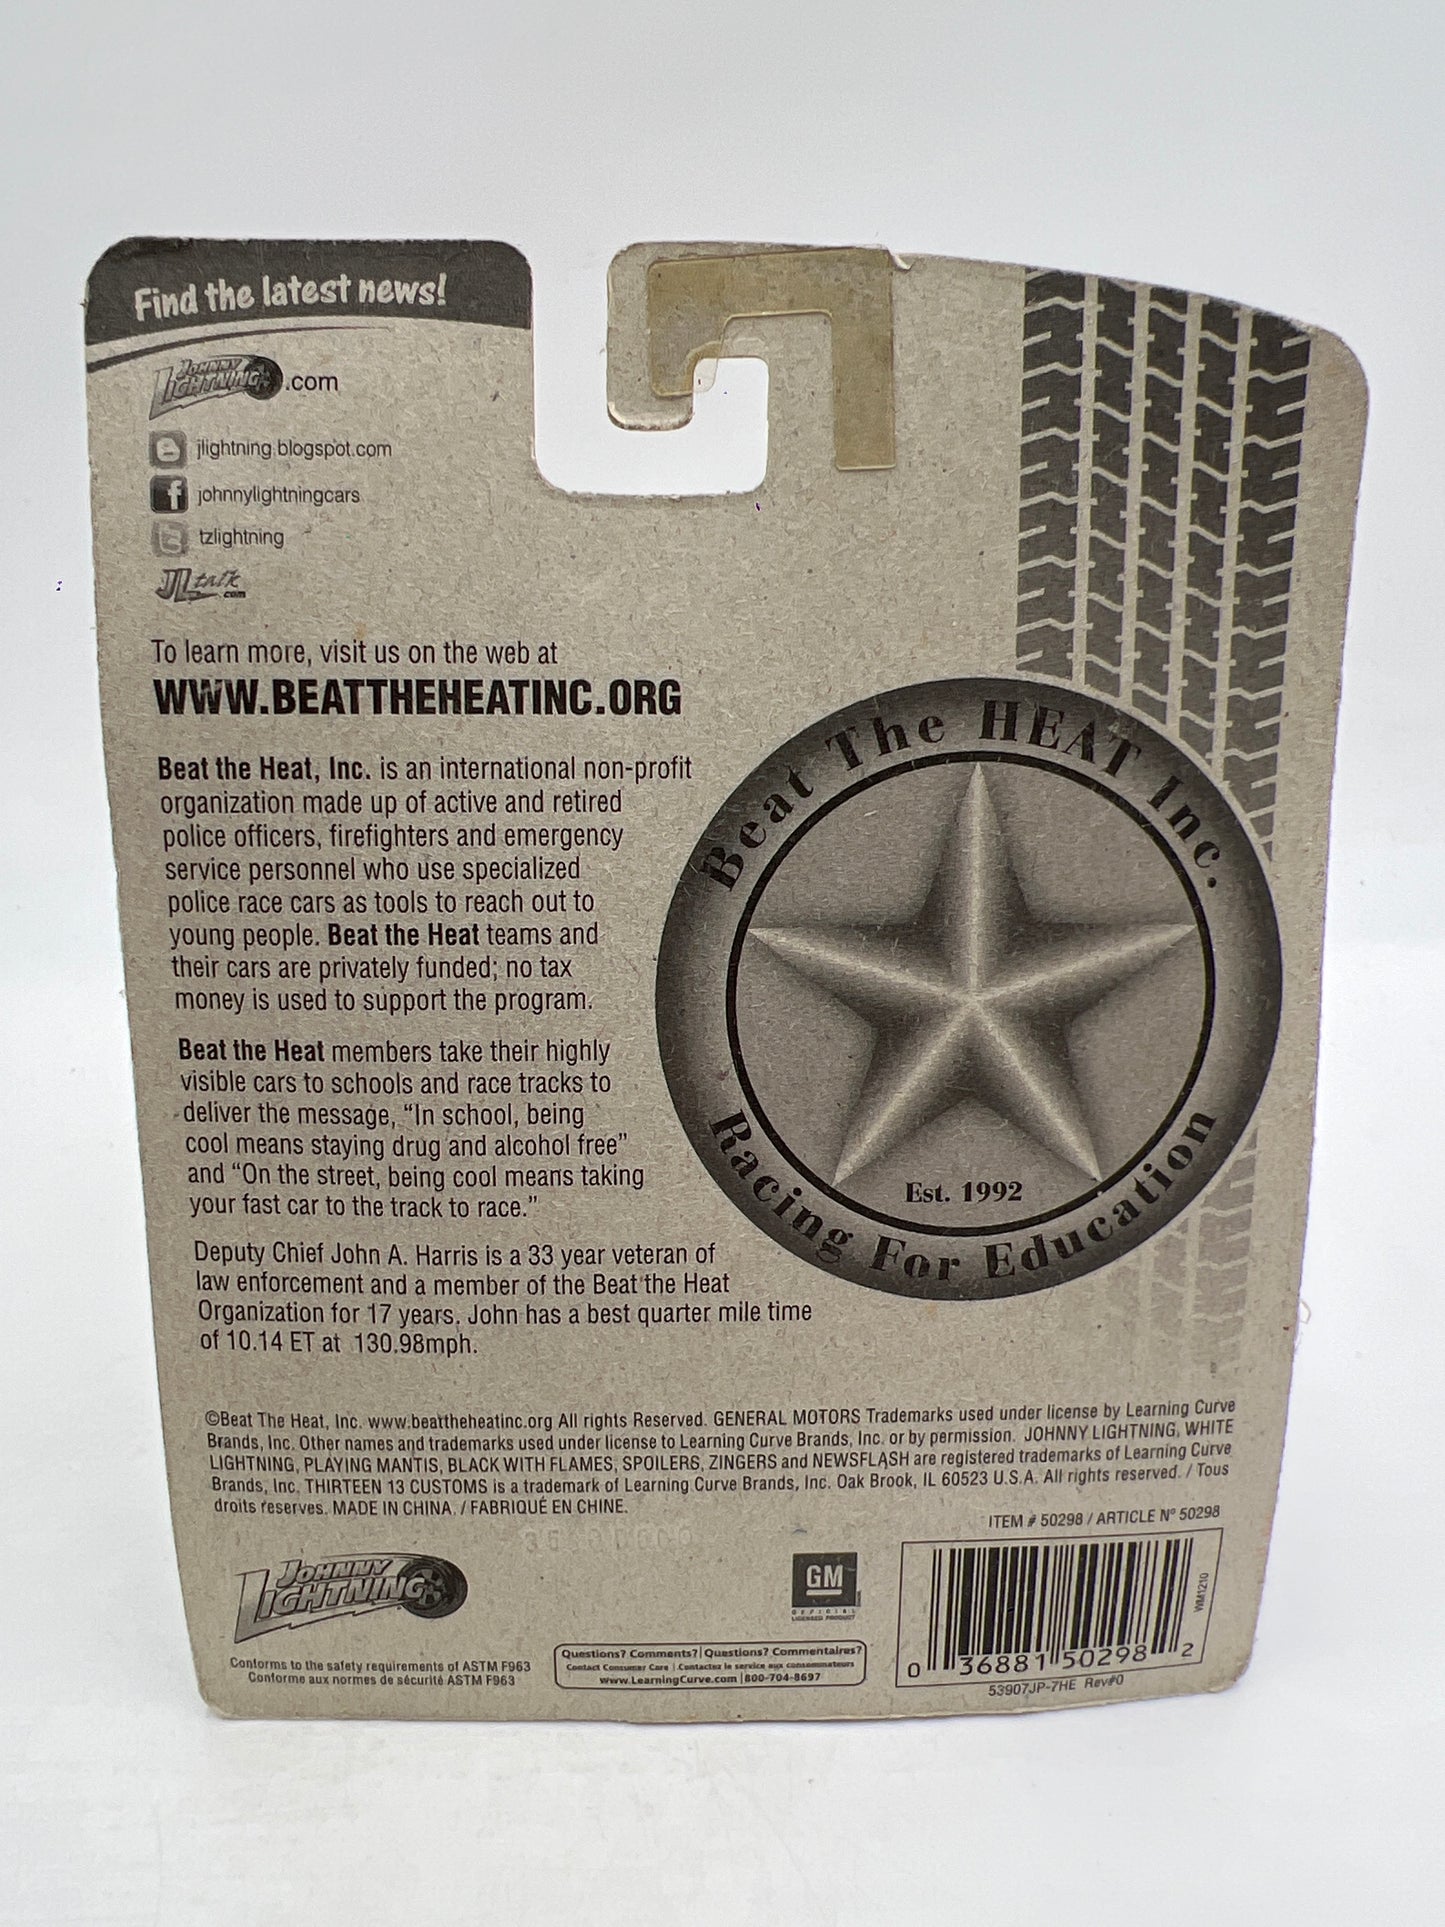 Find the latest news!
JOHNNY LIGHTNING .com
jlightning.blogspot.com
johnnylightningcars
tzlightning
JL talk .com
To learn more, visit us on the web at
WWW.BEATTHEHEATINC.ORG
Beat the Heat, Inc. is an international non-profit
organization made up of active and retired
police officers, firefighters and emergency
service personnel who use specialized
police race cars as tools to reach out to
young people. Beat the Heat teams and
their cars are privately funded; no tax
money is used to support the program.
Beat the Heat members take their highly
visible cars to schools and race tracks to
deliver the message, “In school, being
cool means staying drug and alcohol free”
and “On the street, being cool means taking
your fast car to the track to race.”
Deputy Chief John A. Harris is a 33 year veteran of
law enforcement and a member of the Beat the Heat
Organization for 17 years. John has a best quarter mile time
of 10.14 ET at 130.98mph.
Beat The HEAT Inc.
Est. 1992
Racing For Education
©Beat The Heat, Inc. www.beattheheatinc.org All rights Reserved. GENERAL MOTORS Trademarks used under license by Learning Curve
Brands, Inc. Other names and trademarks used under license to Learning Curve Brands, Inc. or by permission. JOHNNY LIGHTNING, WHITE
LIGHTNING, PLAYING MANTIS, BLACK WITH FLAMES, SPOILERS, ZINGERS and NEWSFLASH are registered trademarks of Learning Curve
Brands, Inc. THIRTEEN 13 CUSTOMS is a trademark of Learning Curve Brands, Inc. Oak Brook, IL 60523 U.S.A. All rights reserved. / Tous
droits reserves. MADE IN CHINA. / FABRIQUÉ EN CHINE.
ITEM # 50298 / ARTICLE Nº 50298
JOHNNY LIGHTNING
GM
OFFICIAL
LICENSED PRODUCT
WM1210
0 36881 50298 2
53907JP-7HE Rev#0
Conforms to the safety requirements of ASTM F963
Conforme aux normes de sécurité ASTM F963
Questions? Comments? | Questions? Commentaires?
Contact Consumer Care | Contactez le service aux consommateurs
www.LearningCurve.com | 800-704-8697